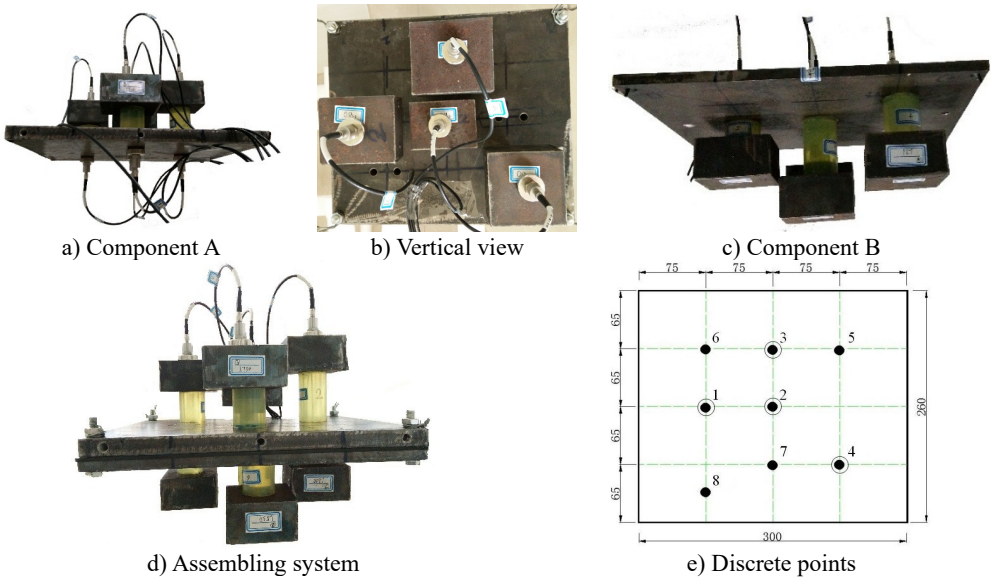 a) Component A
b) Vertical view
c) Component B
d) Assembling system
75 75 75 75
65
65
65
65
260
6 3 5
1 2
7 4
8
300
e) Discrete points